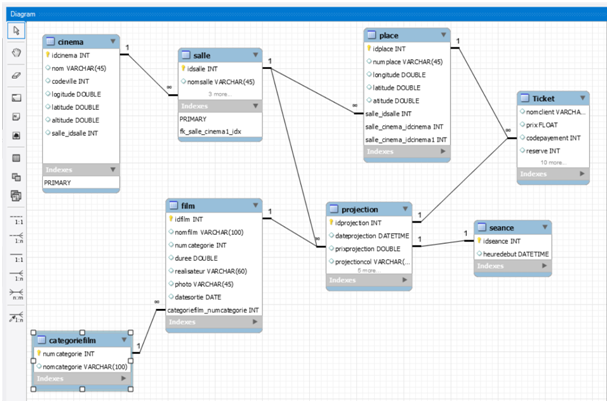 Diagram
cinema
idcinema INT
nom VARCHAR(45)
codeville INT
logitude DOUBLE
latitude DOUBLE
altitude DOUBLE
salle_idsalle INT
Indexes
PRIMARY
1
∞
salle
idsalle INT
nomsalle VARCHAR(45)
3 more...
Indexes
PRIMARY
fk_salle_cinema1_idx
1
∞
place
idplace INT
numplace VARCHAR(45)
longitude DOUBLE
latitude DOUBLE
altitude DOUBLE
salle_idsalle INT
salle_cinema_idcinema INT
salle_cinema_idcinema1 INT
Indexes
1
∞
Ticket
nomclient VARCHA...
prix FLOAT
codepayement INT
reserve INT
10 more...
Indexes
film
idfilm INT
nomfilm VARCHAR(100)
numcategorie INT
duree DOUBLE
realisateur VARCHAR(60)
photo VARCHAR(45)
datesortie DATE
categoriefilm_numcategorie INT
Indexes
1
∞
∞
projection
idprojection INT
dateprojection DATETIME
prixprojection DOUBLE
projectioncol VARCHAR(...
5 more...
Indexes
1
1
1
seance
idseance INT
heuredebut DATETIME
Indexes
categoriefilm
numcategorie INT
nomcategorie VARCHAR(100)
Indexes
1
1:1
1:n
1:1
1:n
n:m
1:n